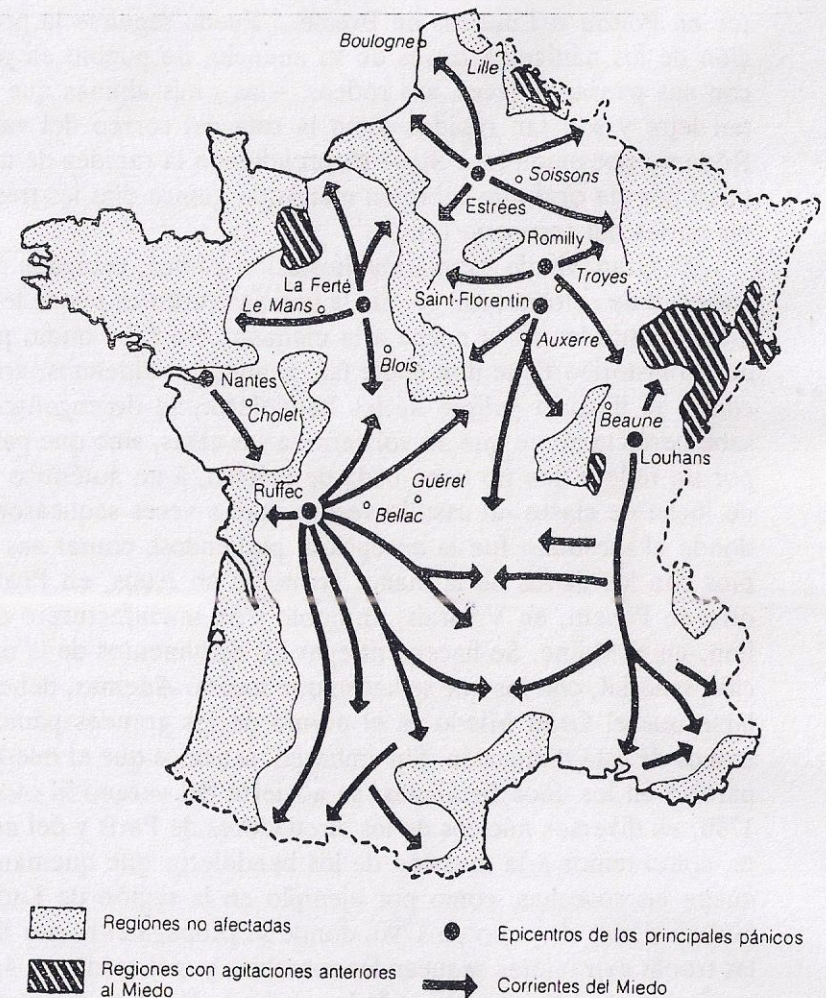 Boulogne
Lille
Soissons
Estrées
Romilly
La Ferté
Troyes
Le Mans
Saint-Florentin
Auxerre
Blois
Nantes
Beaune
Cholet
Louhans
Guéret
Ruffec
Bellac
Regiones no afectadas
Epicentros de los principales pánicos
Regiones con agitaciones anteriores
al Miedo
Corrientes del Miedo